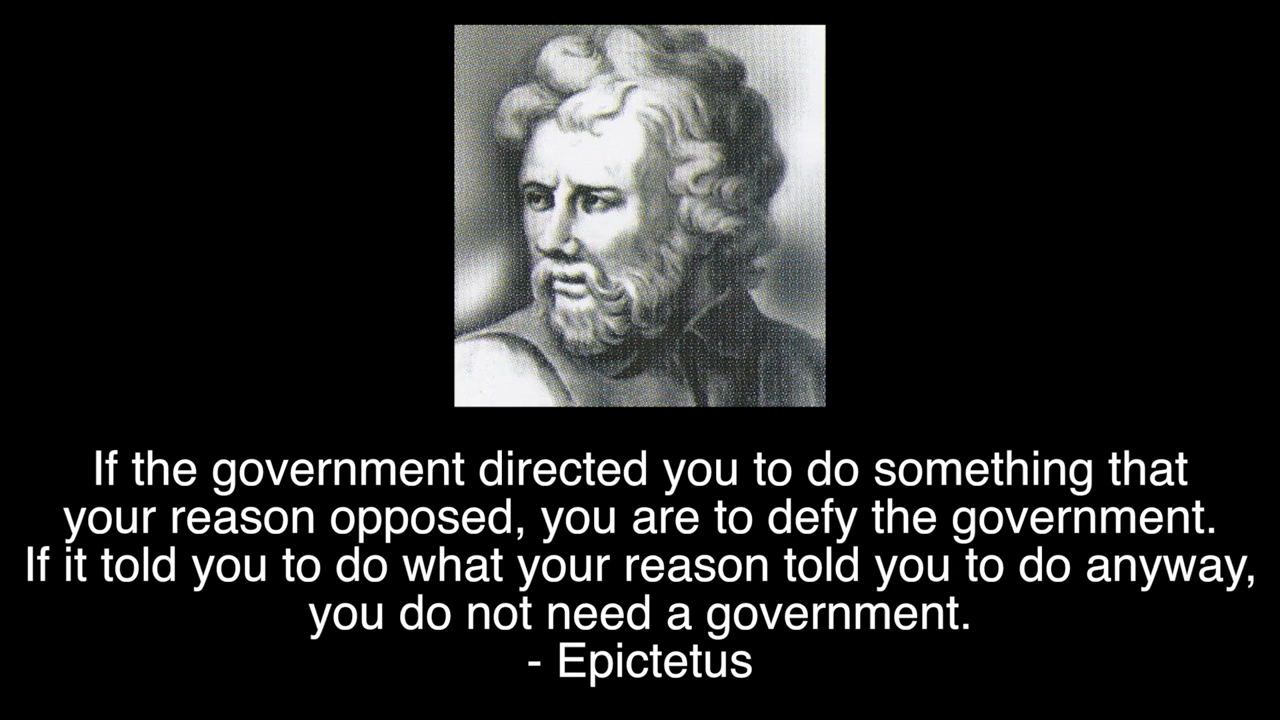 If the government directed you to do something that
your reason opposed, you are to defy the government.
If it told you to do what your reason told you to do anyway,
you do not need a government.
- Epictetus